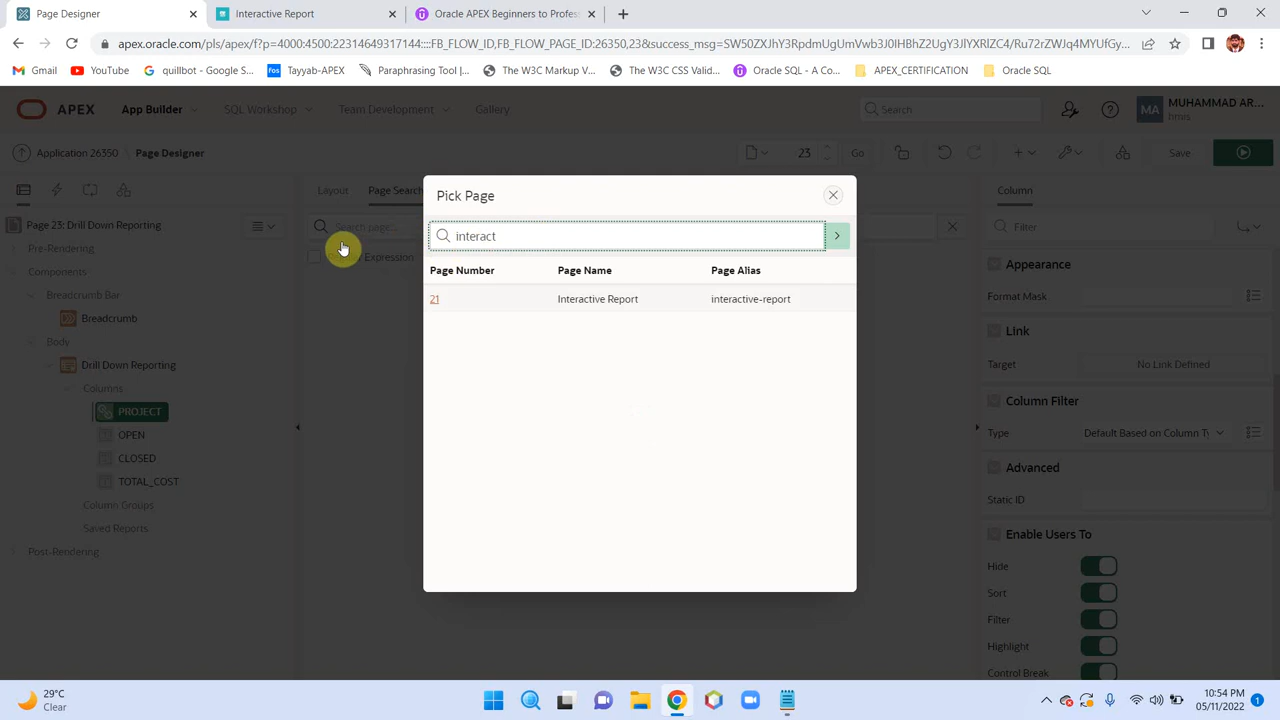 Page Designer
Interactive Report
Oracle APEX Beginners to Profess
apex.oracle.com/pls/apex/f?p=4000:4500:22314649317144::::FB_FLOW_ID,FB_FLOW_PAGE_ID:26350,23&success_msg=
Gmail
YouTube
quillbot - Google S...
Tayyab-APEX
Paraphrasing Tool |...
The W3C Markup V...
The W3C CSS Valid...
Oracle SQL - A Co...
APEX_CERTIFICATION
Oracle SQL
APEX
App Builder
SQL Workshop
Team Development
Gallery
Search
MA
MUHAMMAD AR...
hmis
Application 26350
Page Designer
23
Go
Save
Layout
Page Search
Column
Page 23: Drill Down Reporting
Search page...
Filter
Pre-Rendering
Expression
Components
Breadcrumb Bar
Breadcrumb
Body
Drill Down Reporting
Columns
PROJECT
OPEN
CLOSED
TOTAL_COST
Column Groups
Saved Reports
Post-Rendering
Pick Page
interact
Page Number
Page Name
Page Alias
21
Interactive Report
interactive-report
Appearance
Format Mask
Link
Target
No Link Defined
Column Filter
Type
Default Based on Column Ty
Advanced
Static ID
Enable Users To
Hide
Sort
Filter
Highlight
Control Break
29°C
Clear
10:54 PM
05/11/2022
1